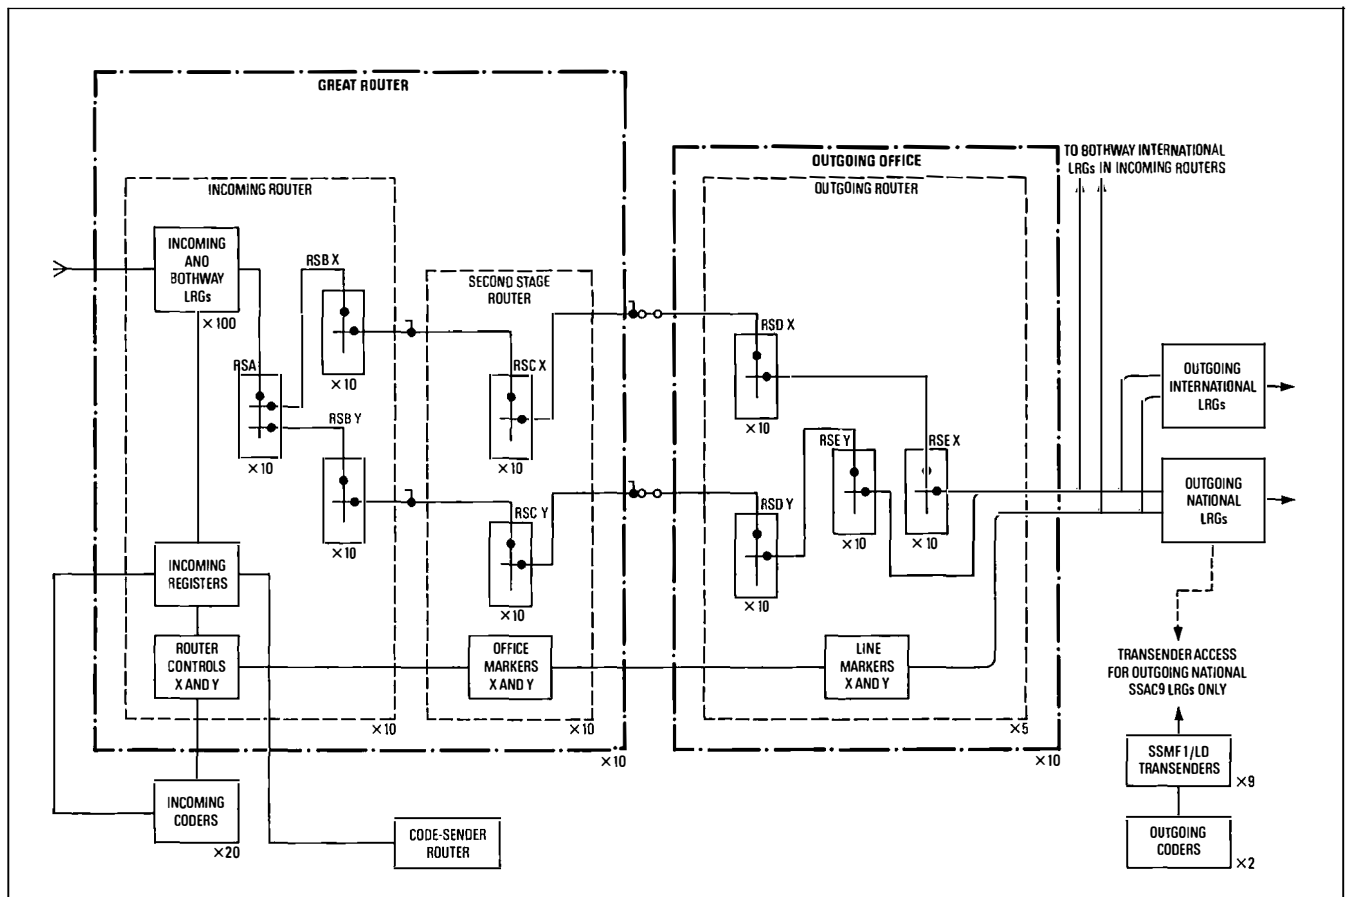 GREAT ROUTER
INCOMING ROUTER
INCOMING
AND
BOTHWAY
LRGs
×100
RSB X
×10
RSA
×10
RSB Y
×10
SECOND STAGE
ROUTER
RSC X
×10
RSC Y
×10
INCOMING
REGISTERS
ROUTER
CONTROLS
X AND Y
OFFICE
MARKERS
X AND Y
×10
×10
×10
INCOMING
CODERS
×20
CODE-SENDER
ROUTER
OUTGOING OFFICE
OUTGOING ROUTER
RSD X
×10
RSE Y
×10
RSE X
×10
RSD Y
×10
LINE
MARKERS
X AND Y
×5
×10
TO BOTHWAY INTERNATIONAL
LRGs IN INCOMING ROUTERS
OUTGOING
INTERNATIONAL
LRGs
OUTGOING
NATIONAL
LRGs
TRANSENDER ACCESS
FOR OUTGOING NATIONAL
SSAC9 LRGs ONLY
SSMF1/LD
TRANSENDERS
×9
OUTGOING
CODERS
×2